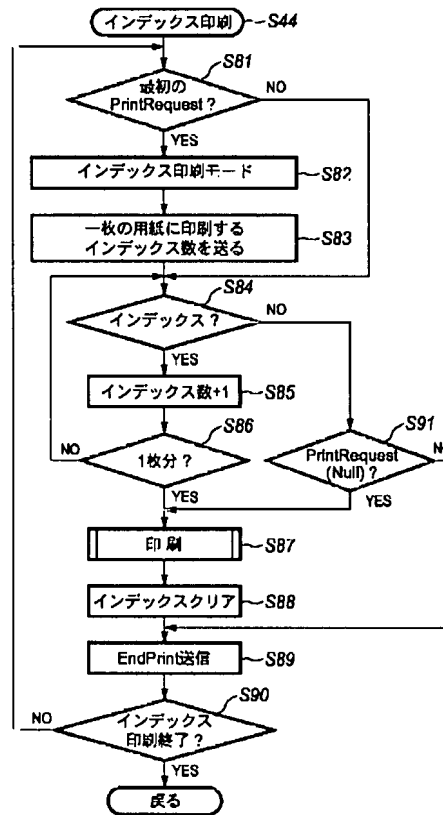 インデックス印刷
S44
S81
最初の
PrintRequest?
NO
YES
インデックス印刷モード
S82
一枚の用紙に印刷する
インデックス数を送る
S83
S84
インデックス?
NO
YES
インデックス数+1
S85
S86
1枚分?
NO
YES
S91
PrintRequest
(Null)?
YES
印刷
S87
インデックスクリア
S88
EndPrint送信
S89
S90
インデックス
印刷終了?
NO
YES
戻る